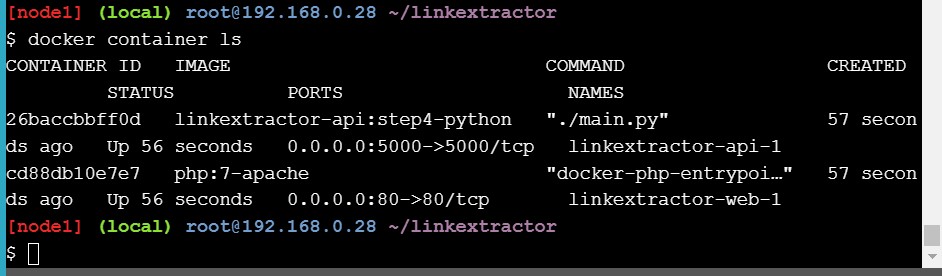 [node1] (local) root@192.168.0.28 ~/linkextractor
$ docker container ls
CONTAINER ID   IMAGE                            COMMAND                  CREATED
         STATUS          PORTS                    NAMES
26baccbbff0d   linkextractor-api:step4-python   "./main.py"              57 secon
ds ago   Up 56 seconds   0.0.0.0:5000->5000/tcp   linkextractor-api-1
cd88db10e7e7   php:7-apache                     "docker-php-entrypoi…"   57 secon
ds ago   Up 56 seconds   0.0.0.0:80->80/tcp       linkextractor-web-1
[node1] (local) root@192.168.0.28 ~/linkextractor
$